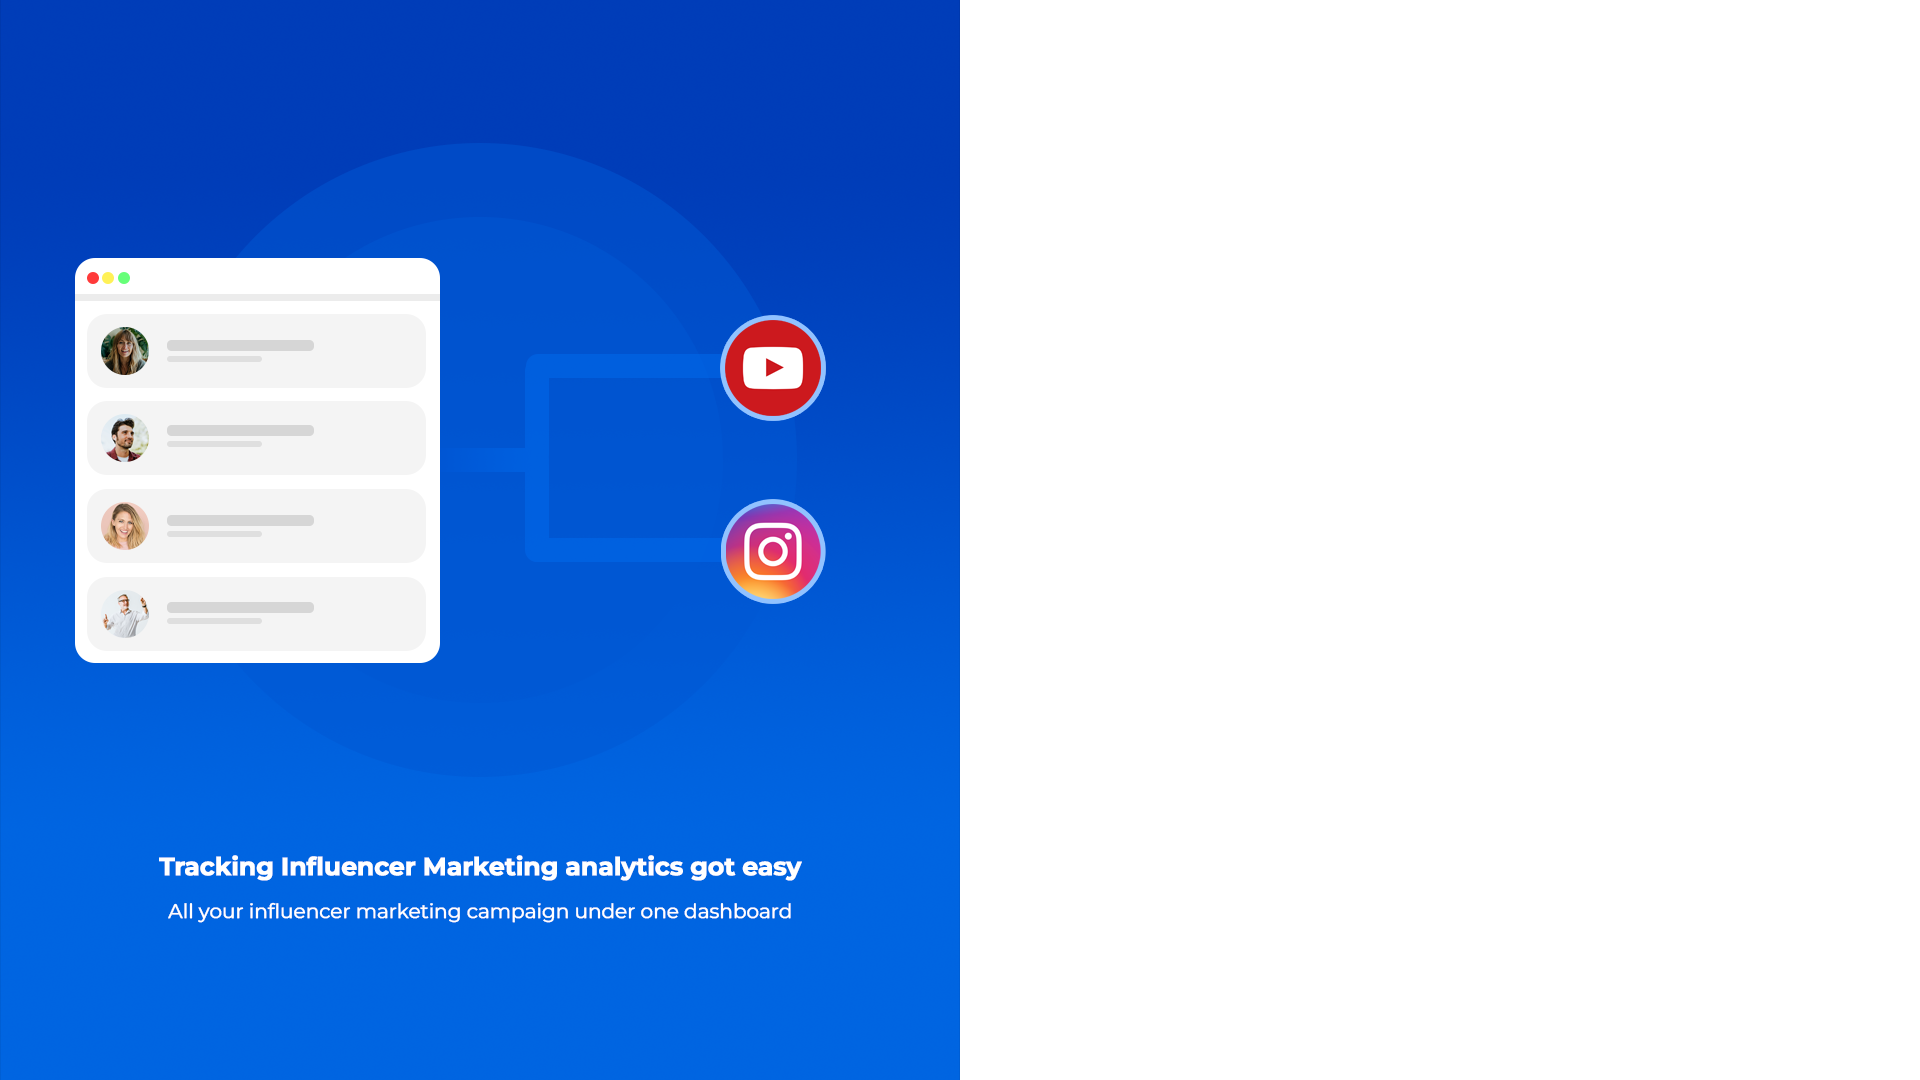 Tracking Influencer Marketing analytics got easy
All your influencer marketing campaign under one dashboard